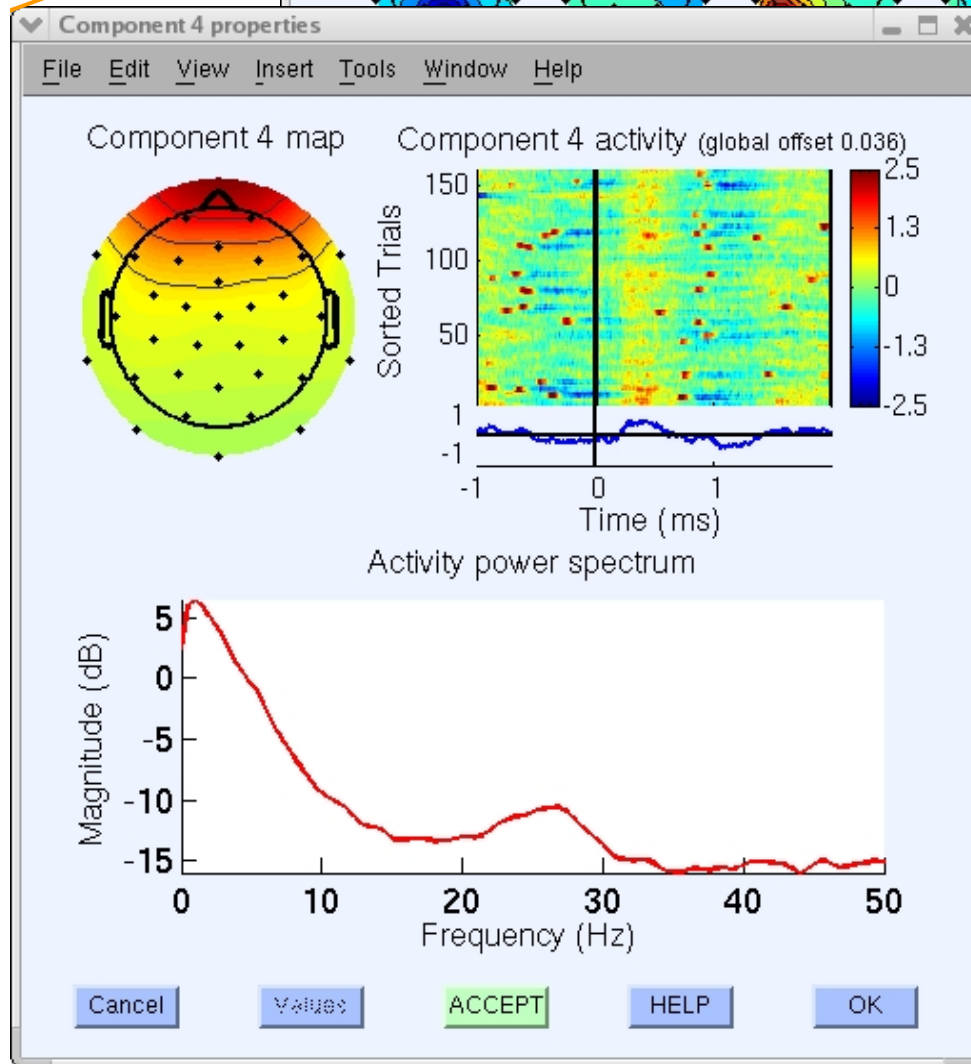 Component 4 properties
File Edit View Insert Tools Window Help
Component 4 map
Component 4 activity (global offset 0.036)
Sorted Trials
150
100
50
2.5
1.3
0
-1.3
-2.5
1
-1
-1 0 1
Time (ms)
Activity power spectrum
Magnitude (dB)
5
0
-5
-10
-15
0 10 20 30 40 50
Frequency (Hz)
Cancel Values ACCEPT HELP OK